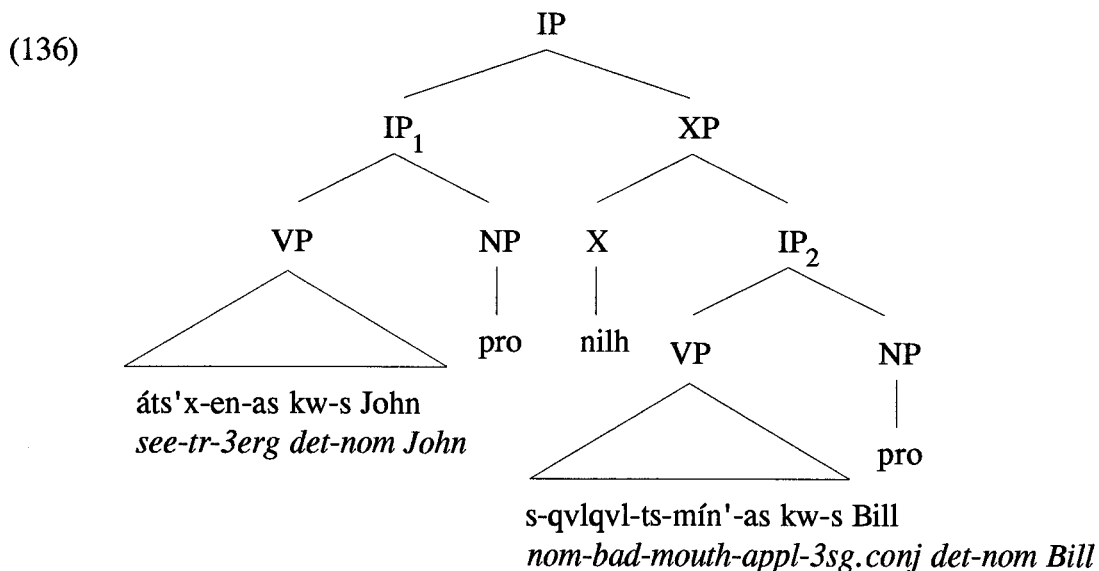 (136)
IP
IP₁ XP
VP NP X IP₂
pro nilh VP NP
áts'x-en-as kw-s John
see-tr-3erg det-nom John
pro
s-qvlqvl-ts-mín'-as kw-s Bill
nom-bad-mouth-appl-3sg.conj det-nom Bill